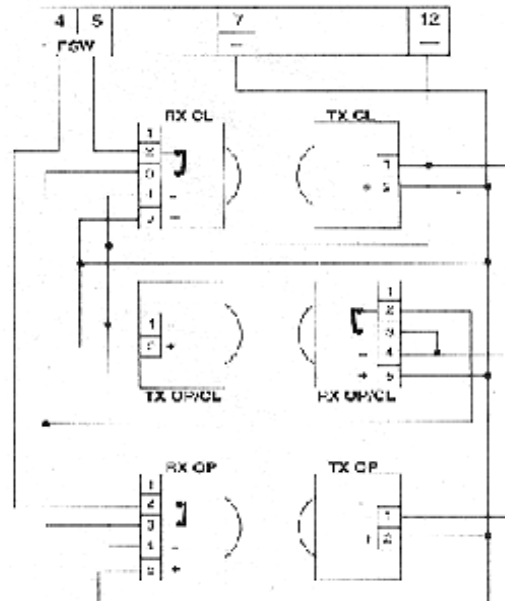 4 5 7 12
PSW — —
RX CL TX CL
1
2
3 1
4 – + 2
5 –
1
2
1 3
2 + – 4
+ 5
TX OP/CL RX OP/CL
RX OP TX OP
1
2
3 1
4 – 2
5 +